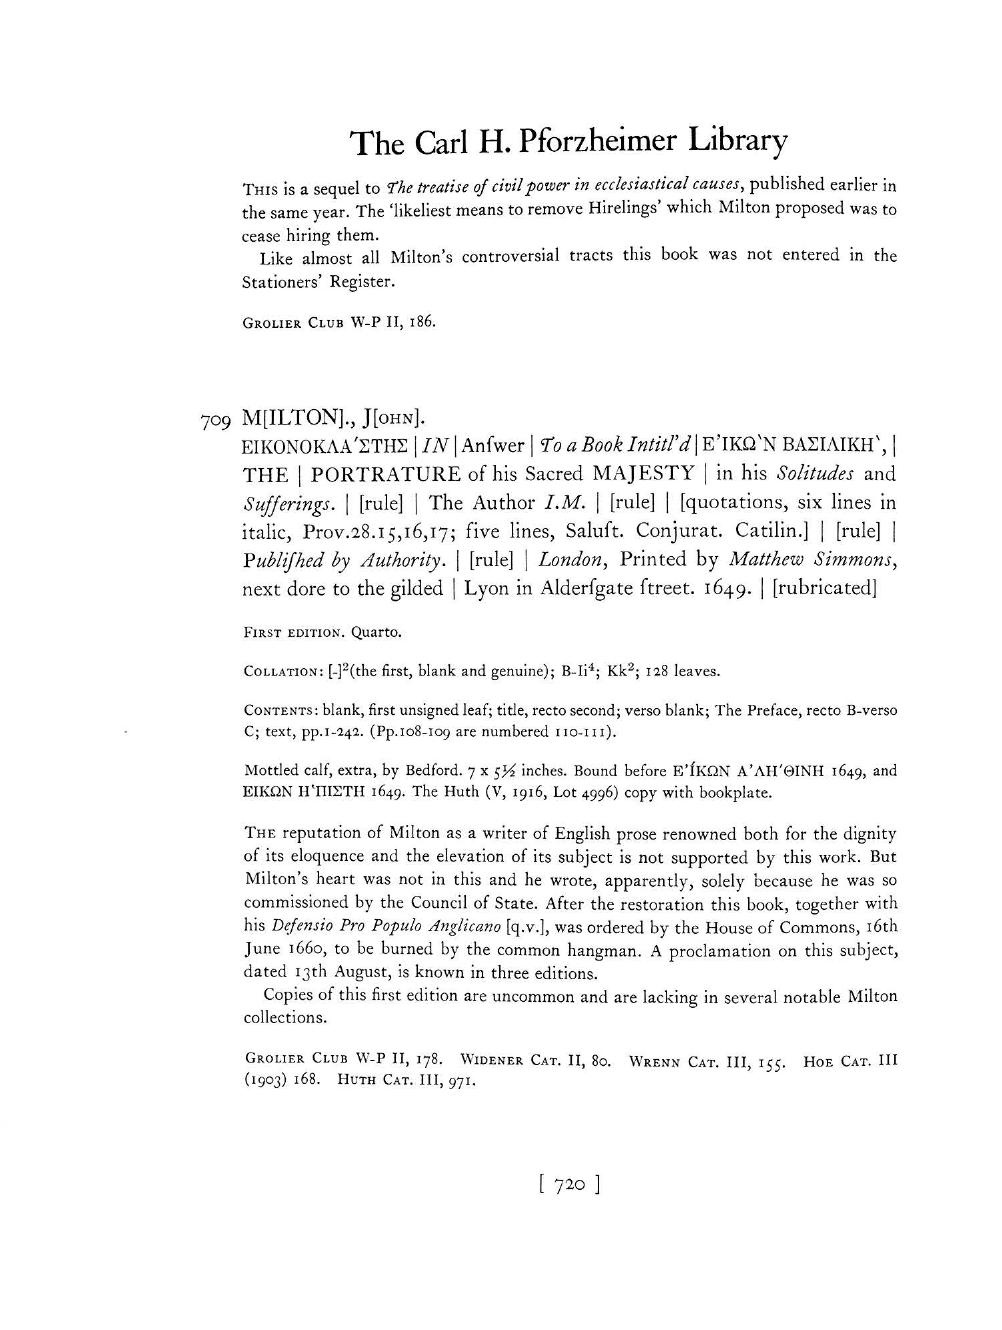 The Carl H. Pforzheimer Library
THIS is a sequel to The treatise of civil power in ecclesiastical causes, published earlier in
the same year. The ‘likeliest means to remove Hirelings’ which Milton proposed was to
cease hiring them.
Like almost all Milton's controversial tracts this book was not entered in the
Stationers' Register.
GROLIER CLUB W-P II, 186.
709 M[ILTON]., J[OHN].
ΕΙΚΟΝΟΚΛΑ´ΣΤΗΣ | IN | Anſwer | To a Book Intitl'd | Ε’ΙΚΩ`Ν ΒΑΣΙΛΙΚΗ`, |
THE | PORTRATURE of his Sacred MAJESTY | in his Solitudes and
Sufferings. | [rule] | The Author I.M. | [rule] | [quotations, six lines in
italic, Prov.28.15,16,17; five lines, Saluſt. Conjurat. Catilin.] | [rule] |
Publiſhed by Authority. | [rule] | London, Printed by Matthew Simmons,
next dore to the gilded | Lyon in Alderſgate ſtreet. 1649. | [rubricated]
FIRST EDITION. Quarto.
COLLATION: [-]²(the first, blank and genuine); B-Ii⁴; Kk²; 128 leaves.
CONTENTS: blank, first unsigned leaf; title, recto second; verso blank; The Preface, recto B-verso
C; text, pp.1-242. (Pp.108-109 are numbered 110-111).
Mottled calf, extra, by Bedford. 7 x 5½ inches. Bound before Ε’ΊΚΩΝ Α’ΛΗ´ΘΙΝΗ 1649, and
ΕΙΚΩΝ Η‘ΠΙΣΤΗ 1649. The Huth (V, 1916, Lot 4996) copy with bookplate.
THE reputation of Milton as a writer of English prose renowned both for the dignity
of its eloquence and the elevation of its subject is not supported by this work. But
Milton's heart was not in this and he wrote, apparently, solely because he was so
commissioned by the Council of State. After the restoration this book, together with
his Defensio Pro Populo Anglicano [q.v.], was ordered by the House of Commons, 16th
June 1660, to be burned by the common hangman. A proclamation on this subject,
dated 13th August, is known in three editions.
Copies of this first edition are uncommon and are lacking in several notable Milton
collections.
GROLIER CLUB W-P II, 178. WIDENER CAT. II, 80. WRENN CAT. III, 155. HOE CAT. III
(1903) 168. HUTH CAT. III, 971.
[ 720 ]